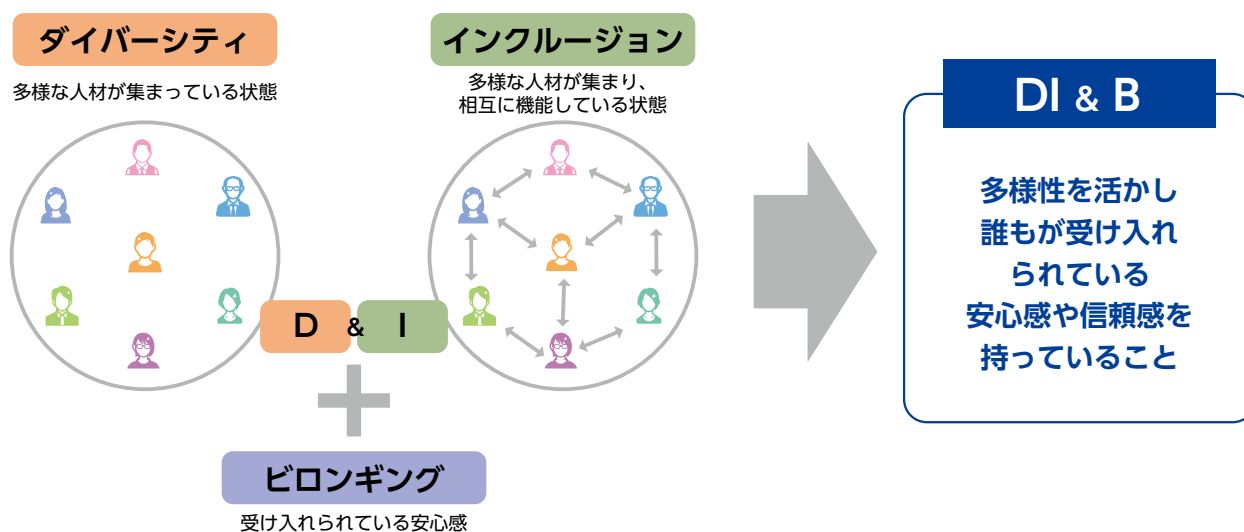 ダイバーシティ
多様な人材が集まっている状態
インクルージョン
多様な人材が集まり、
相互に機能している状態
D & I
ビロンギング
受け入れられている安心感
DI & B
多様性を活かし
誰もが受け入れ
られている
安心感や信頼感を
持っていること